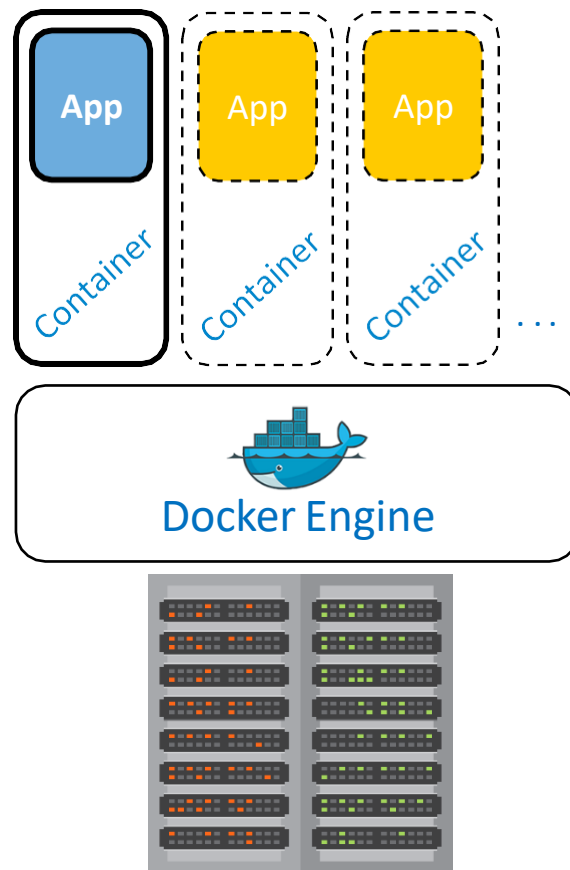 App
App
App
Container
Container
Container
. . .
Docker Engine